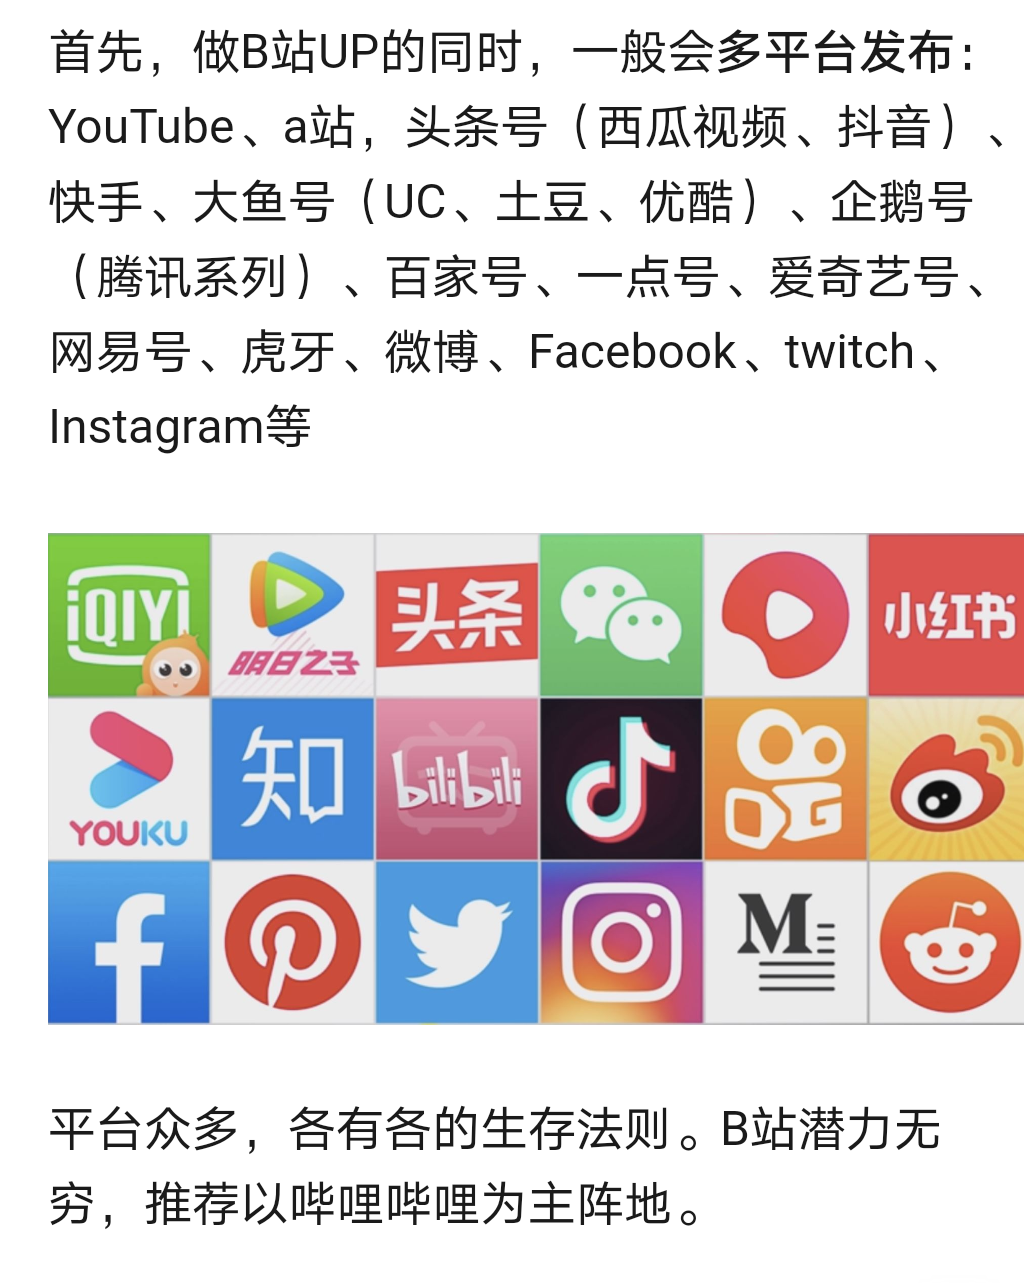 首先，做B站UP的同时，一般会多平台发布：
YouTube、a站，头条号（西瓜视频、抖音）、
快手、大鱼号（UC、土豆、优酷）、企鹅号
（腾讯系列）、百家号、一点号、爱奇艺号、
网易号、虎牙、微博、Facebook、twitch、
Instagram等
iQIYI
明日之子
头条
小红书
YOUKU
知
bilibili
M
平台众多，各有各的生存法则。B站潜力无
穷，推荐以哔哩哔哩为主阵地。